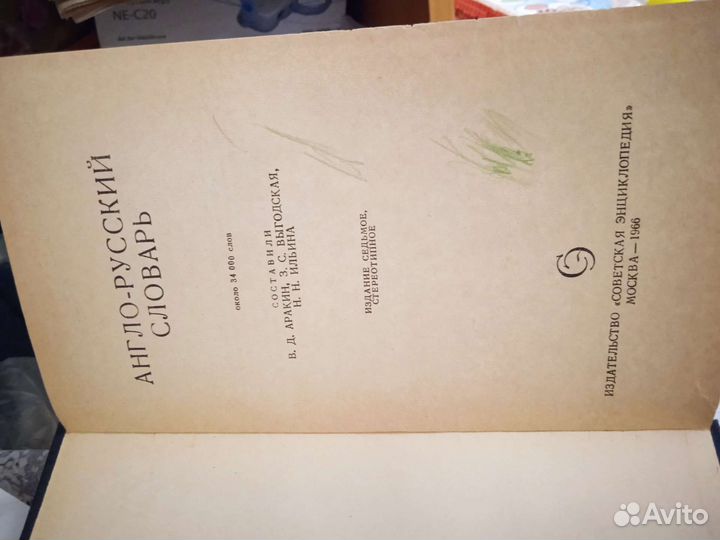 АНГЛО-РУССКИЙ
СЛОВАРЬ
около 34 000 слов
СОСТАВИЛИ
В. Д. АРАКИН, З. С. ВЫГОДСКАЯ,
Н. Н. ИЛЬИНА
ИЗДАНИЕ СЕДЬМОЕ,
СТЕРЕОТИПНОЕ
ИЗДАТЕЛЬСТВО «СОВЕТСКАЯ ЭНЦИКЛОПЕДИЯ»
МОСКВА — 1966
NE-C20
Avito